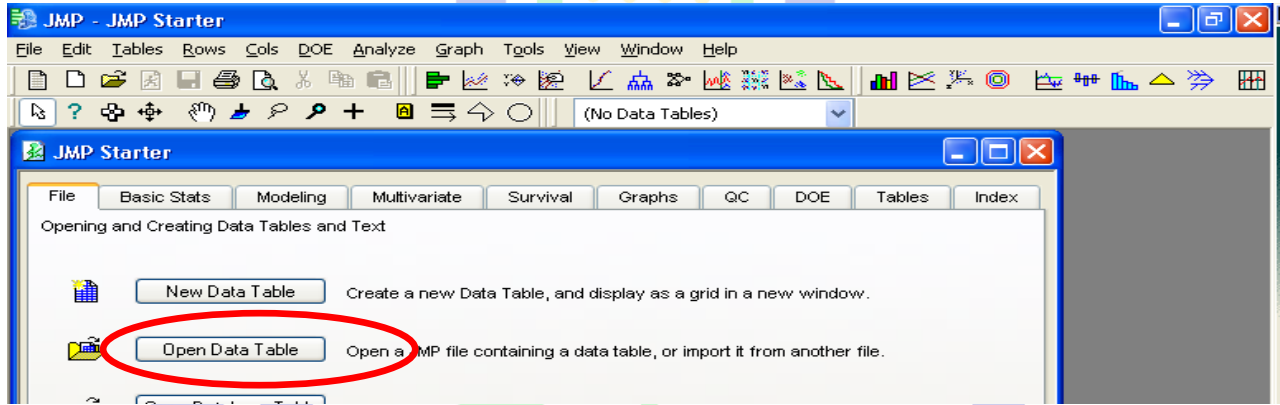 JMP - JMP Starter
File Edit Tables Rows Cols DOE Analyze Graph Tools View Window Help
(No Data Tables)
JMP Starter
File Basic Stats Modeling Multivariate Survival Graphs QC DOE Tables Index
Opening and Creating Data Tables and Text
New Data Table Create a new Data Table, and display as a grid in a new window.
Open Data Table Open a JMP file containing a data table, or import it from another file.